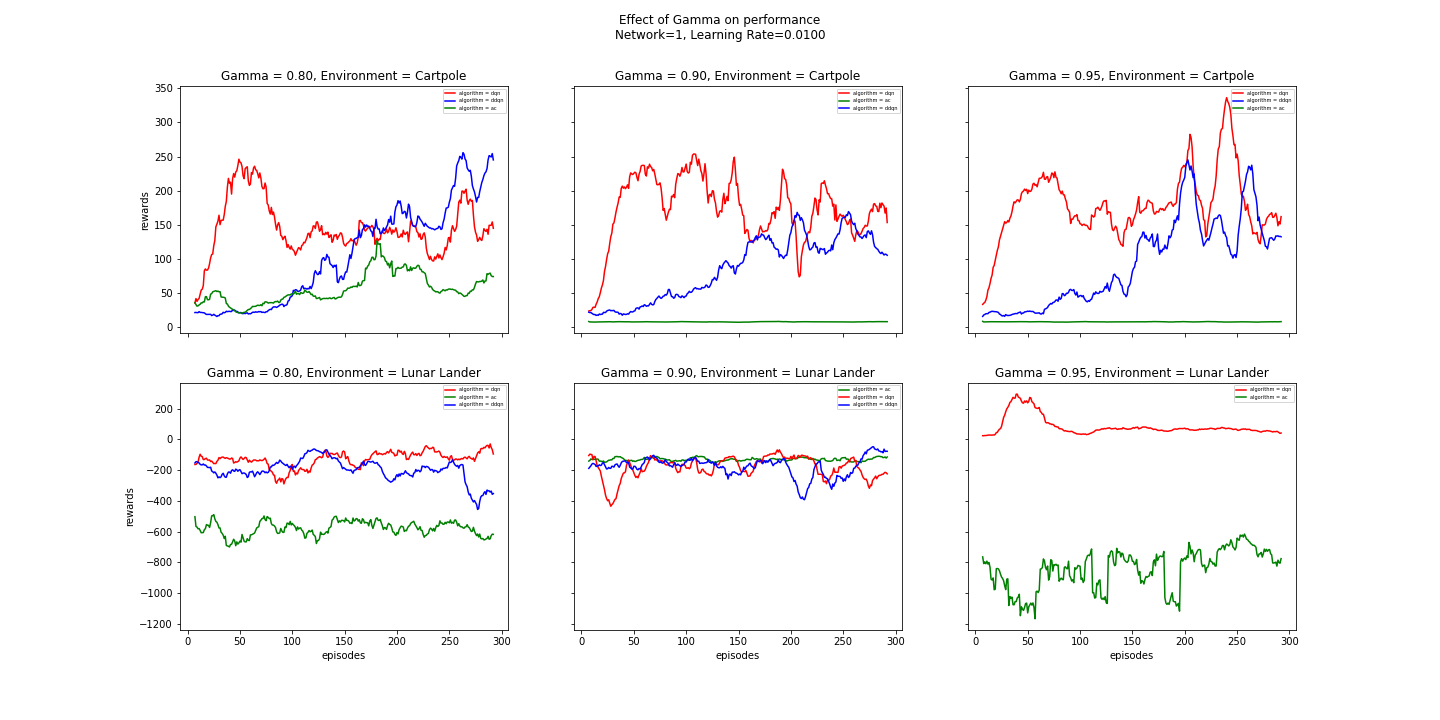 Effect of Gamma on performance
Network=1, Learning Rate=0.0100
Gamma = 0.80, Environment = Cartpole
350
300
250
200
150
100
50
0
rewards
algorithm = dqn
algorithm = ddqn
algorithm = ac
Gamma = 0.90, Environment = Cartpole
algorithm = dqn
algorithm = ac
algorithm = ddqn
Gamma = 0.95, Environment = Cartpole
algorithm = dqn
algorithm = ddqn
algorithm = ac
Gamma = 0.80, Environment = Lunar Lander
200
0
−200
−400
−600
−800
−1000
−1200
rewards
algorithm = dqn
algorithm = ac
algorithm = ddqn
0 50 100 150 200 250 300
episodes
Gamma = 0.90, Environment = Lunar Lander
algorithm = ac
algorithm = dqn
algorithm = ddqn
0 50 100 150 200 250 300
episodes
Gamma = 0.95, Environment = Lunar Lander
algorithm = dqn
algorithm = ac
0 50 100 150 200 250 300
episodes